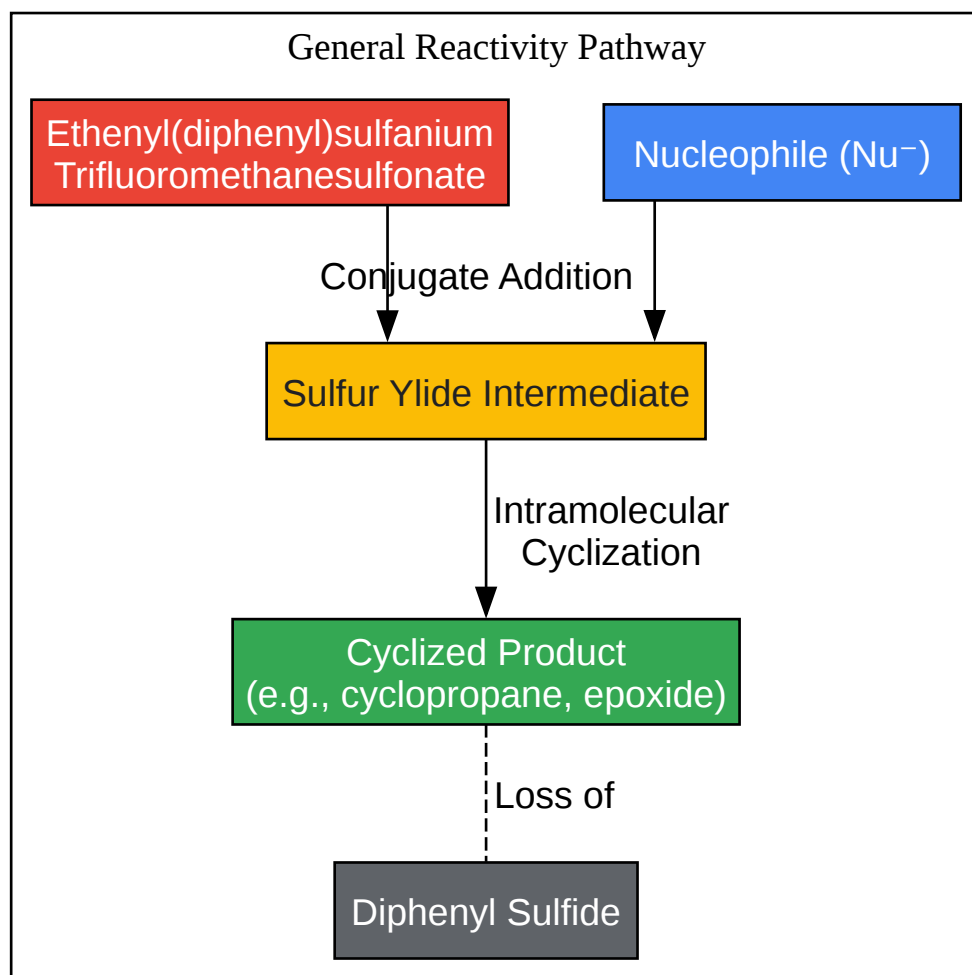 General Reactivity Pathway
Ethenyl(diphenyl)sulfanium
Trifluoromethanesulfonate
Nucleophile (Nu⁻)
Conjugate Addition
Sulfur Ylide Intermediate
Intramolecular
Cyclization
Cyclized Product
(e.g., cyclopropane, epoxide)
Loss of
Diphenyl Sulfide